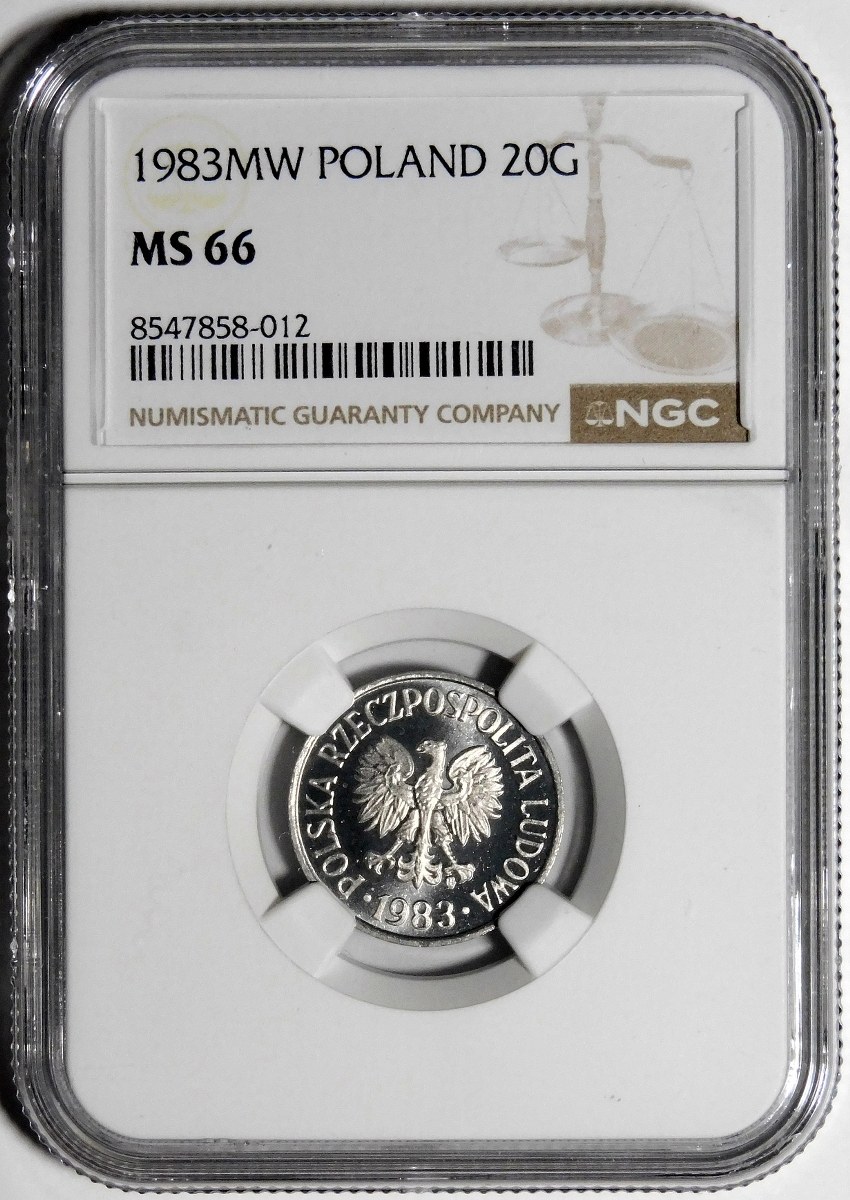 1983MW POLAND 20G
MS 66
8547858-012
NUMISMATIC GUARANTY COMPANY NGC
· POLSKA RZECZPOSPOLITA LUDOWA
· 1983 ·